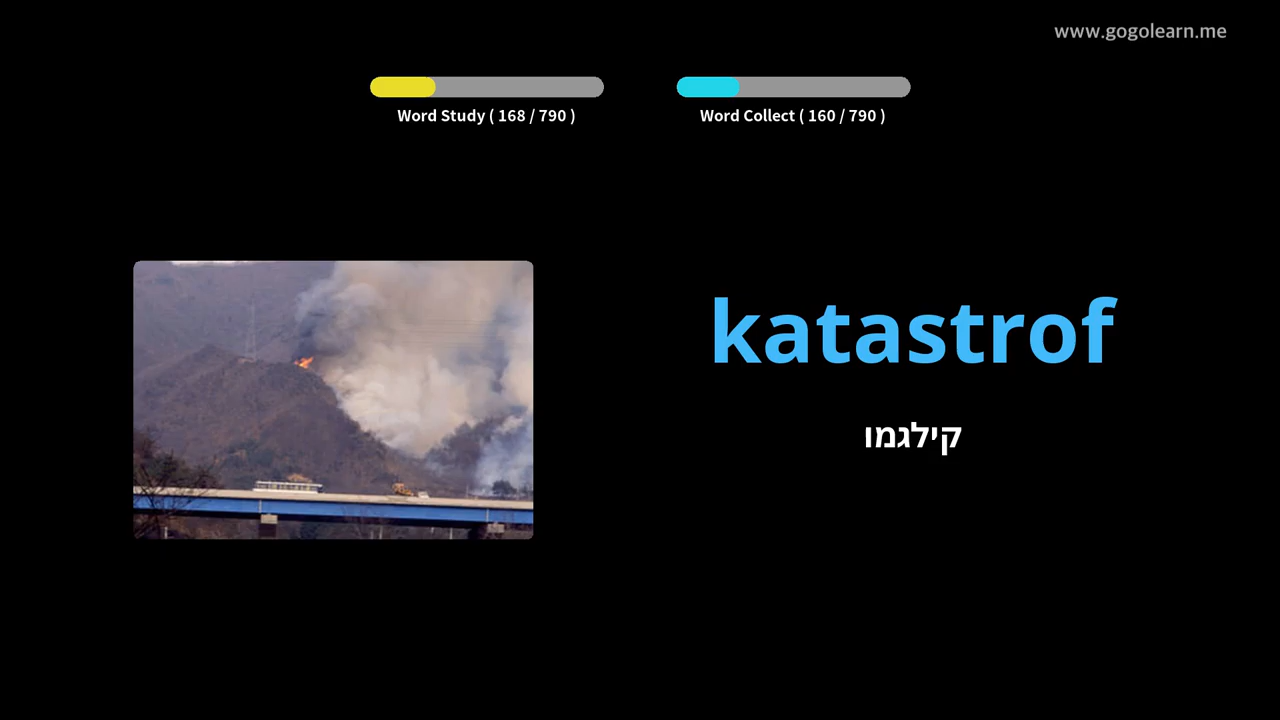 www.gogolearn.me
Word Study ( 168 / 790 )
Word Collect ( 160 / 790 )
katastrof
קילגמו